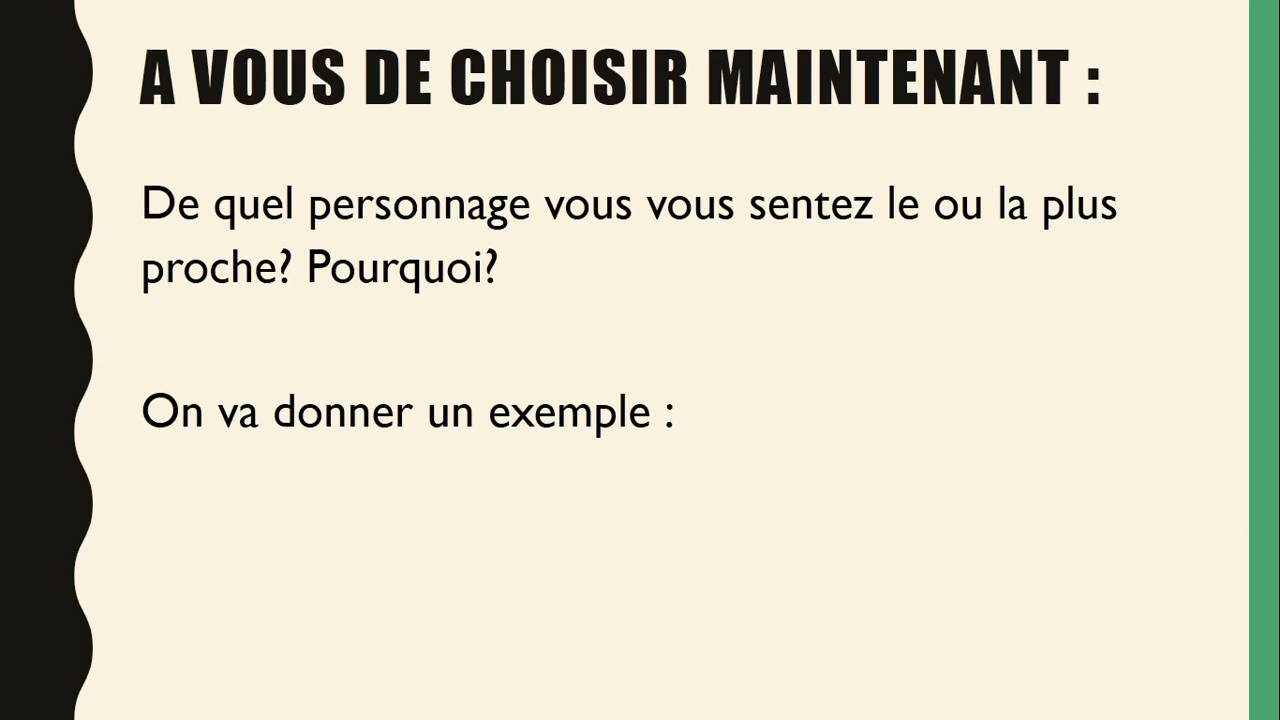 A VOUS DE CHOISIR MAINTENANT :
De quel personnage vous vous sentez le ou la plus
proche? Pourquoi?
On va donner un exemple :